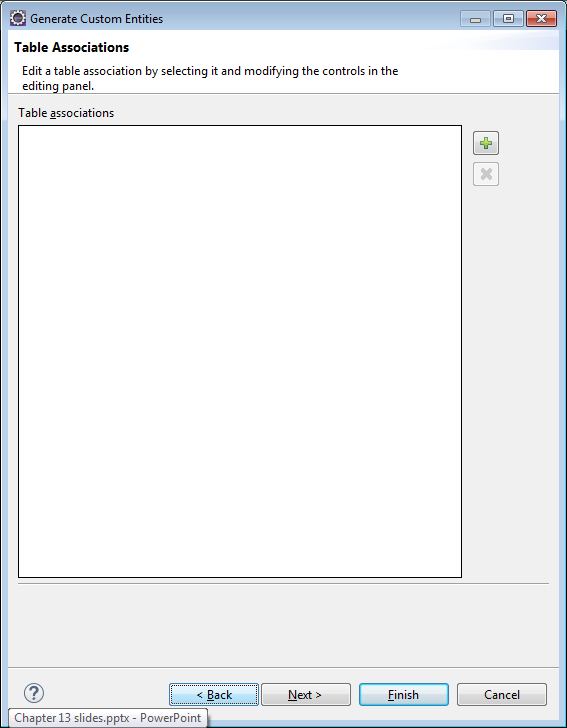 Generate Custom Entities
Table Associations
Edit a table association by selecting it and modifying the controls in the
editing panel.
Table associations
?
< Back
Next >
Finish
Cancel
Chapter 13 slides.pptx - PowerPoint